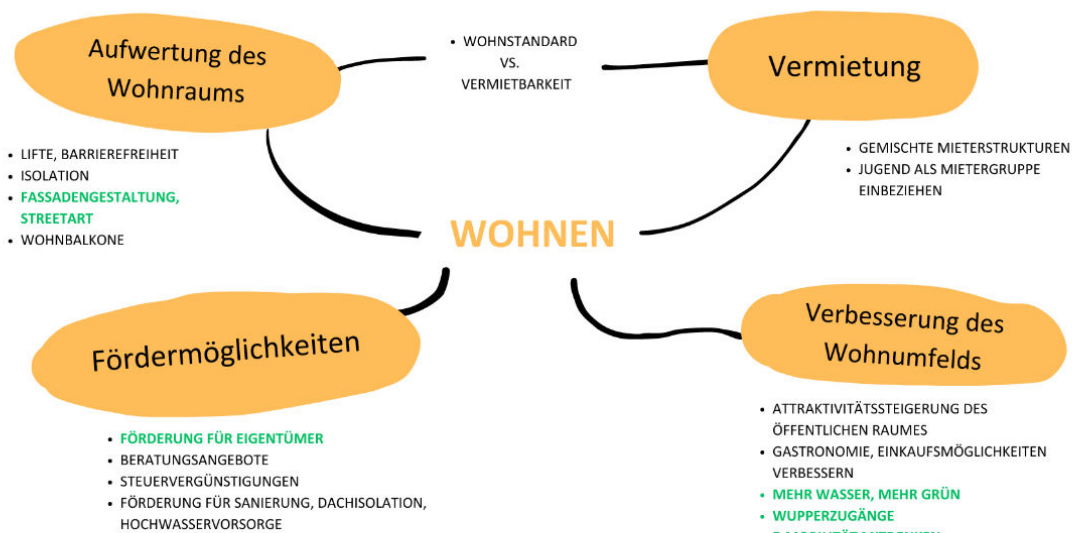 Aufwertung des
Wohnraums
• WOHNSTANDARD
VS.
VERMIETBARKEIT
Vermietung
• LIFTE, BARRIEREFREIHEIT
• ISOLATION
• FASSADENGESTALTUNG,
STREETART
• WOHNBALKONE
• GEMISCHTE MIETERSTRUKTUREN
• JUGEND ALS MIETERGRUPPE
EINBEZIEHEN
WOHNEN
Fördermöglichkeiten
• FÖRDERUNG FÜR EIGENTÜMER
• BERATUNGSANGEBOTE
• STEUERVERGÜNSTIGUNGEN
• FÖRDERUNG FÜR SANIERUNG, DACHISOLATION,
HOCHWASSERVORSORGE
Verbesserung des
Wohnumfelds
• ATTRAKTIVITÄTSSTEIGERUNG DES
ÖFFENTLICHEN RAUMES
• GASTRONOMIE, EINKAUFSMÖGLICHKEITEN
VERBESSERN
• MEHR WASSER, MEHR GRÜN
• WUPPERZUGÄNGE